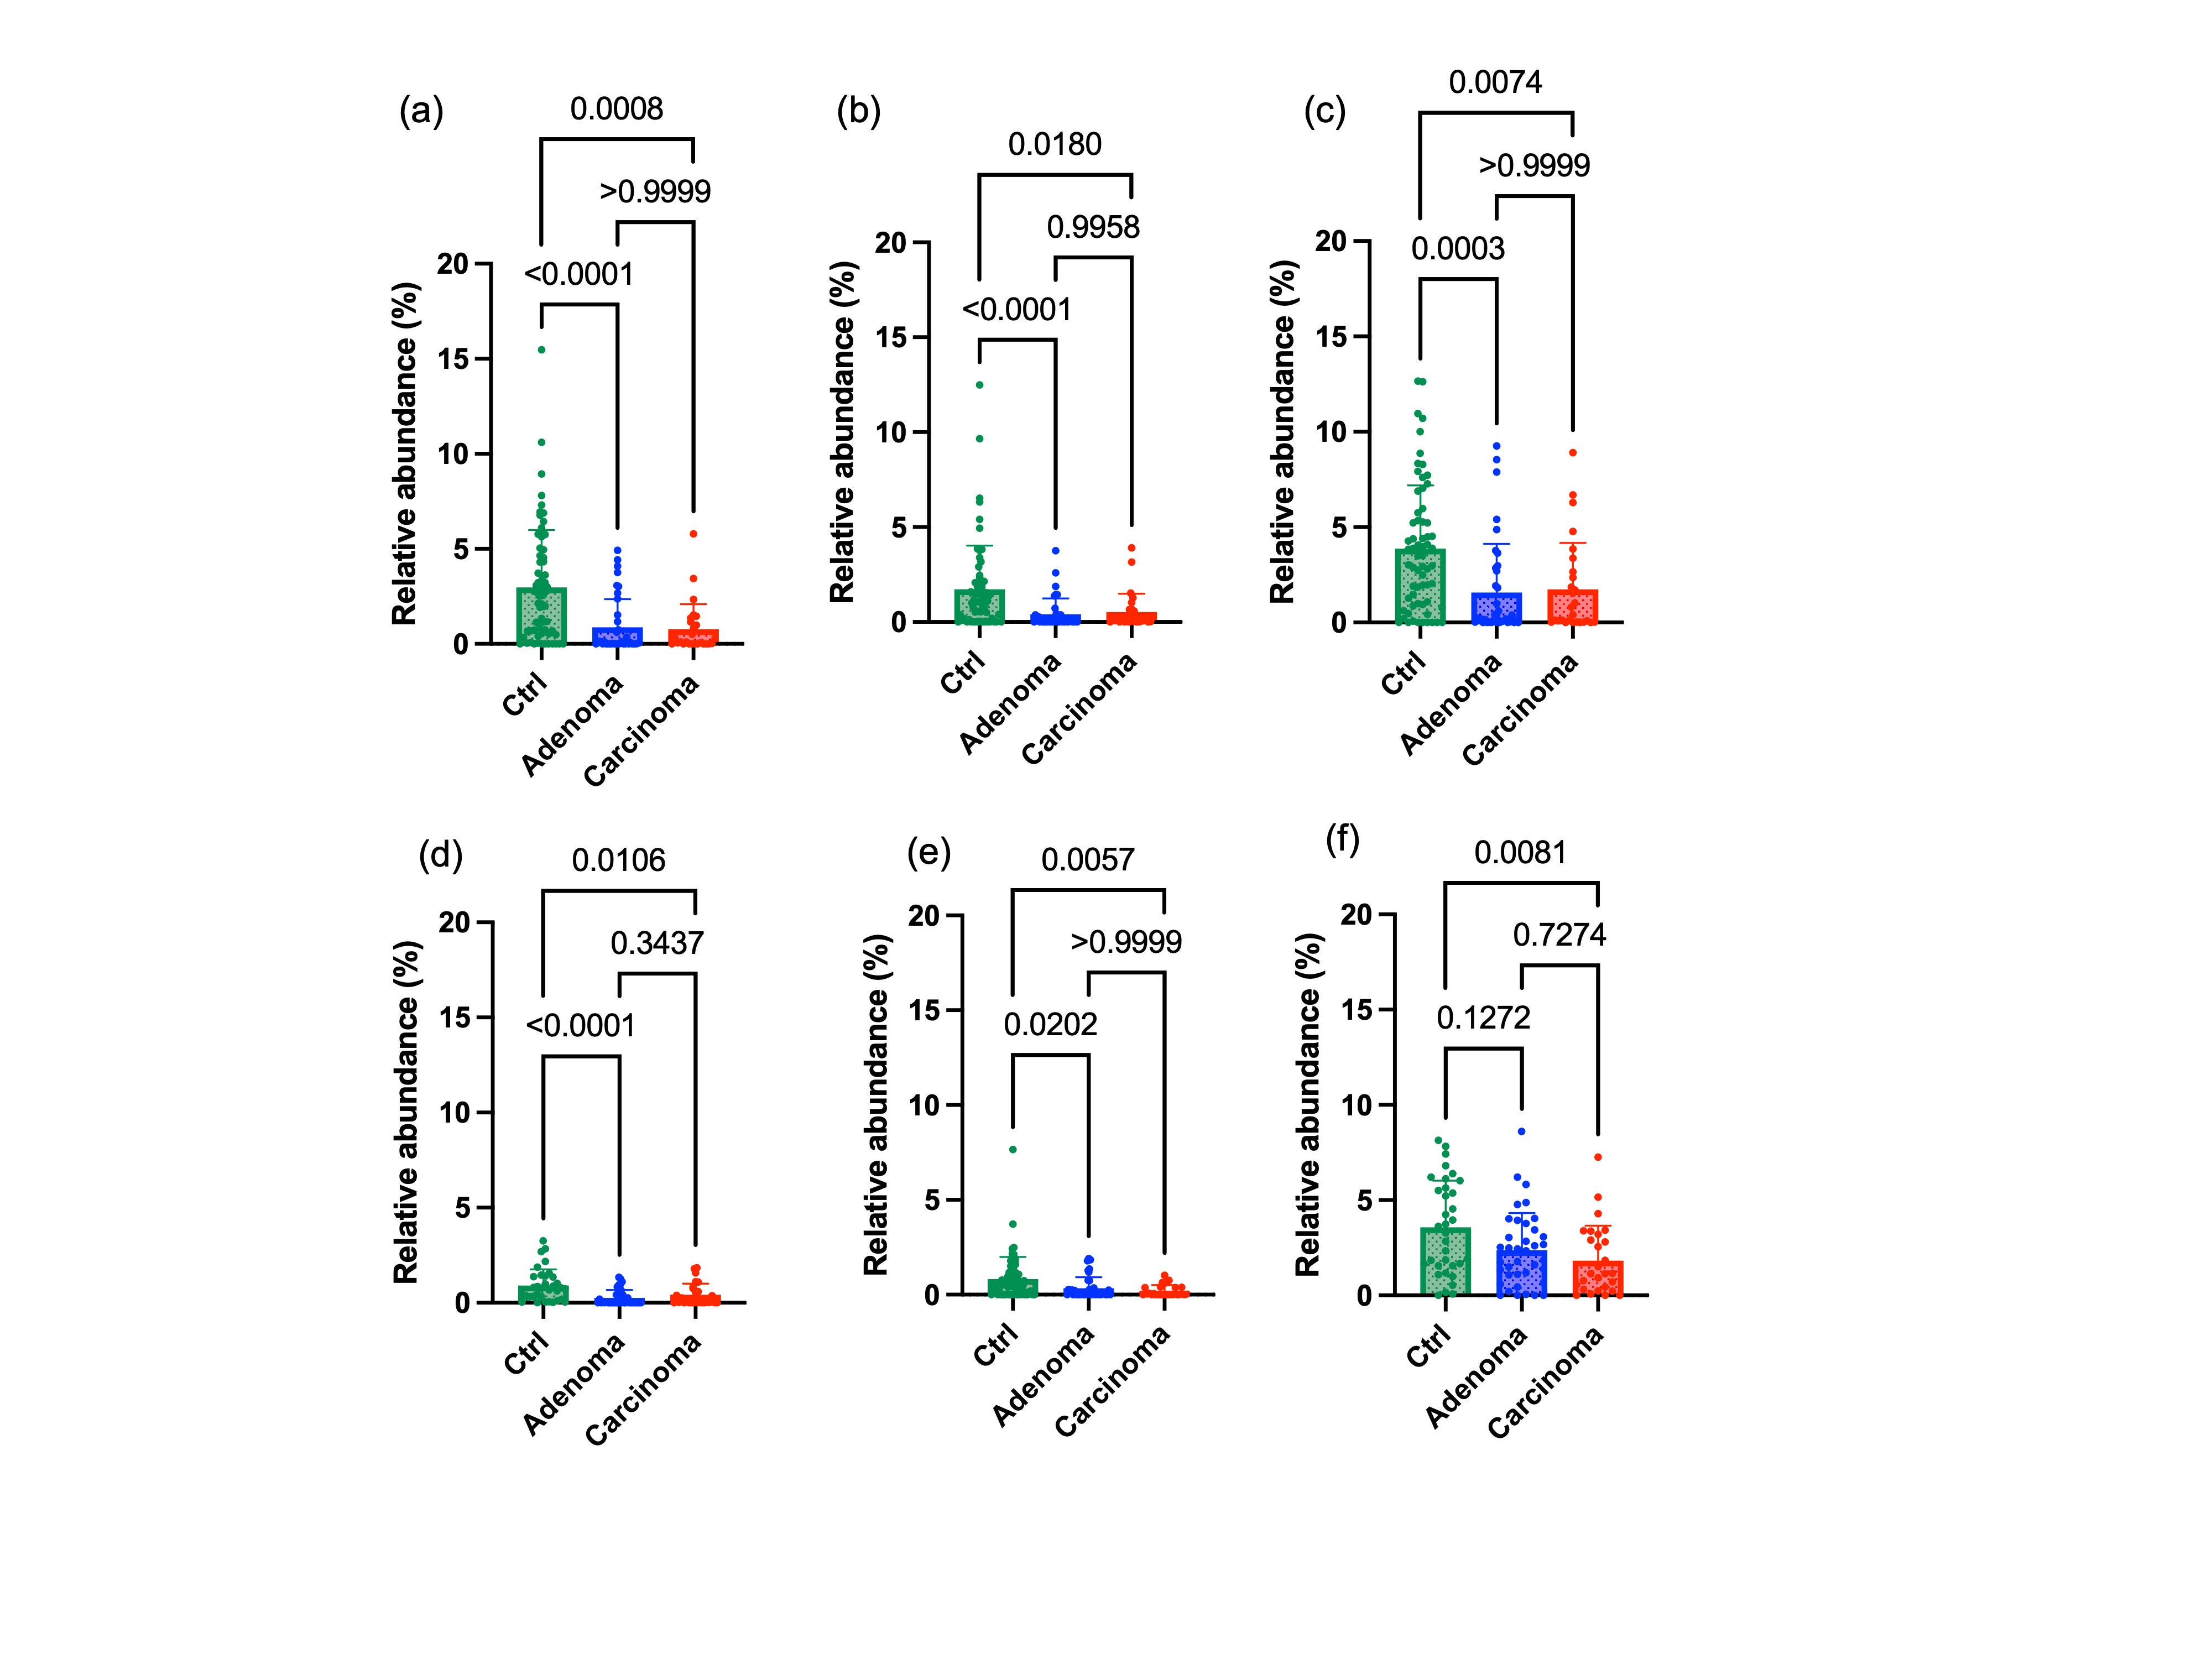 (a)
0.0008
>0.9999
<0.0001
Relative abundance (%)
20
15
10
5
0
Ctrl
Adenoma
Carcinoma
(b)
0.0180
0.9958
<0.0001
Relative abundance (%)
20
15
10
5
0
Ctrl
Adenoma
Carcinoma
(c)
0.0074
>0.9999
0.0003
Relative abundance (%)
20
15
10
5
0
Ctrl
Adenoma
Carcinoma
(d)
0.0106
0.3437
<0.0001
Relative abundance (%)
20
15
10
5
0
Ctrl
Adenoma
Carcinoma
(e)
0.0057
>0.9999
0.0202
Relative abundance (%)
20
15
10
5
0
Ctrl
Adenoma
Carcinoma
(f)
0.0081
0.7274
0.1272
Relative abundance (%)
20
15
10
5
0
Ctrl
Adenoma
Carcinoma